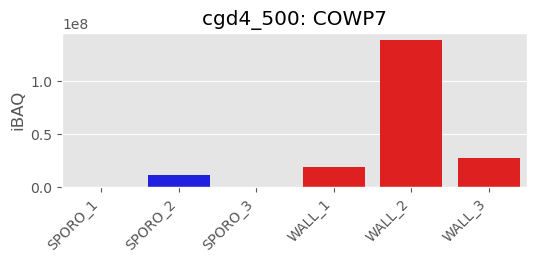 cgd4_500: COWP7
1e8
iBAQ
1.0
0.5
0.0
SPORO_1
SPORO_2
SPORO_3
WALL_1
WALL_2
WALL_3